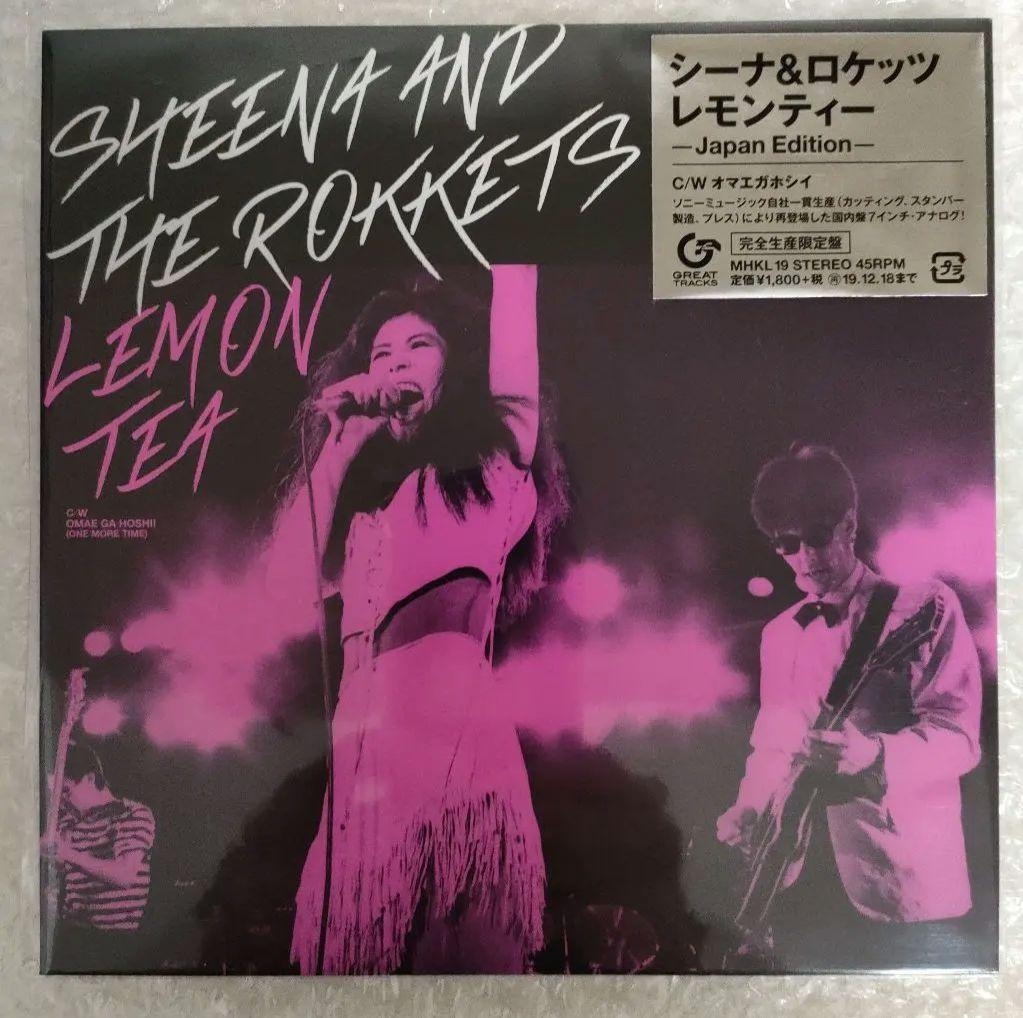 SHEENA AND
THE ROKKETS
LEMON
TEA
C/W
OMAE GA HOSHII
(ONE MORE TIME)
シーナ&ロケッツ
レモンティー
—Japan Edition—
C/W オマエガホシイ
ソニーミュージック自社一貫生産(カッティング、スタンパー
製造、プレス)により再登場した国内盤7インチ・アナログ!
GREAT
TRACKS
完全生産限定盤
MHKL 19 STEREO 45RPM
定価¥1,800+税 再19.12.18まで